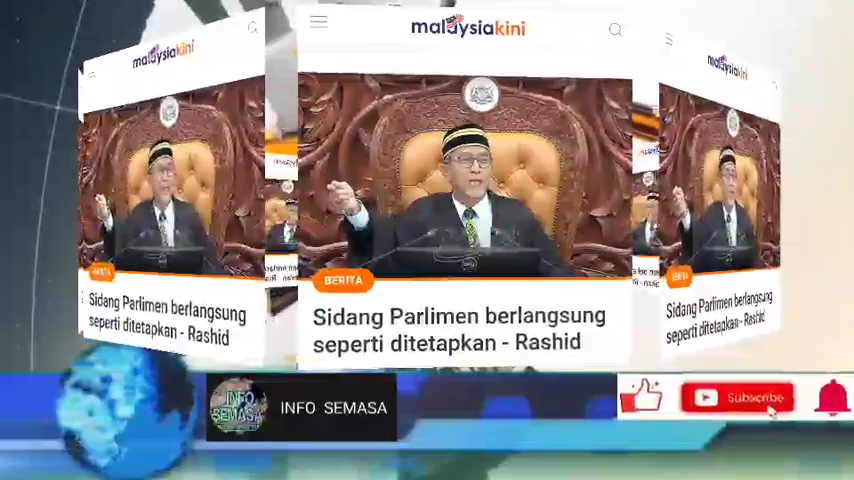 malaysiakini
malaysiakini
malaysiakini
BERITA
BERITA
Sidang Parlimen berlangsung
seperti ditetapkan - Rashid
Sidang Parlimen berlangsung
seperti ditetapkan - Rashid
Sidang Parlimen berlangsung
seperti ditetapkan - Rashid
INFO
SEMASA
INFO SEMASA
Subscribe